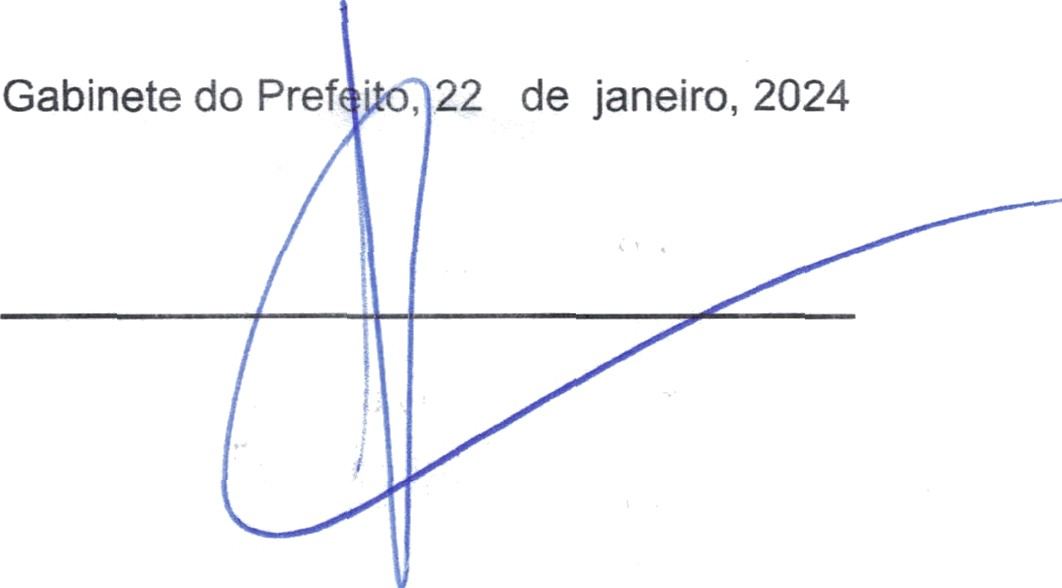 Gabinete do Prefeito, 22 de janeiro, 2024